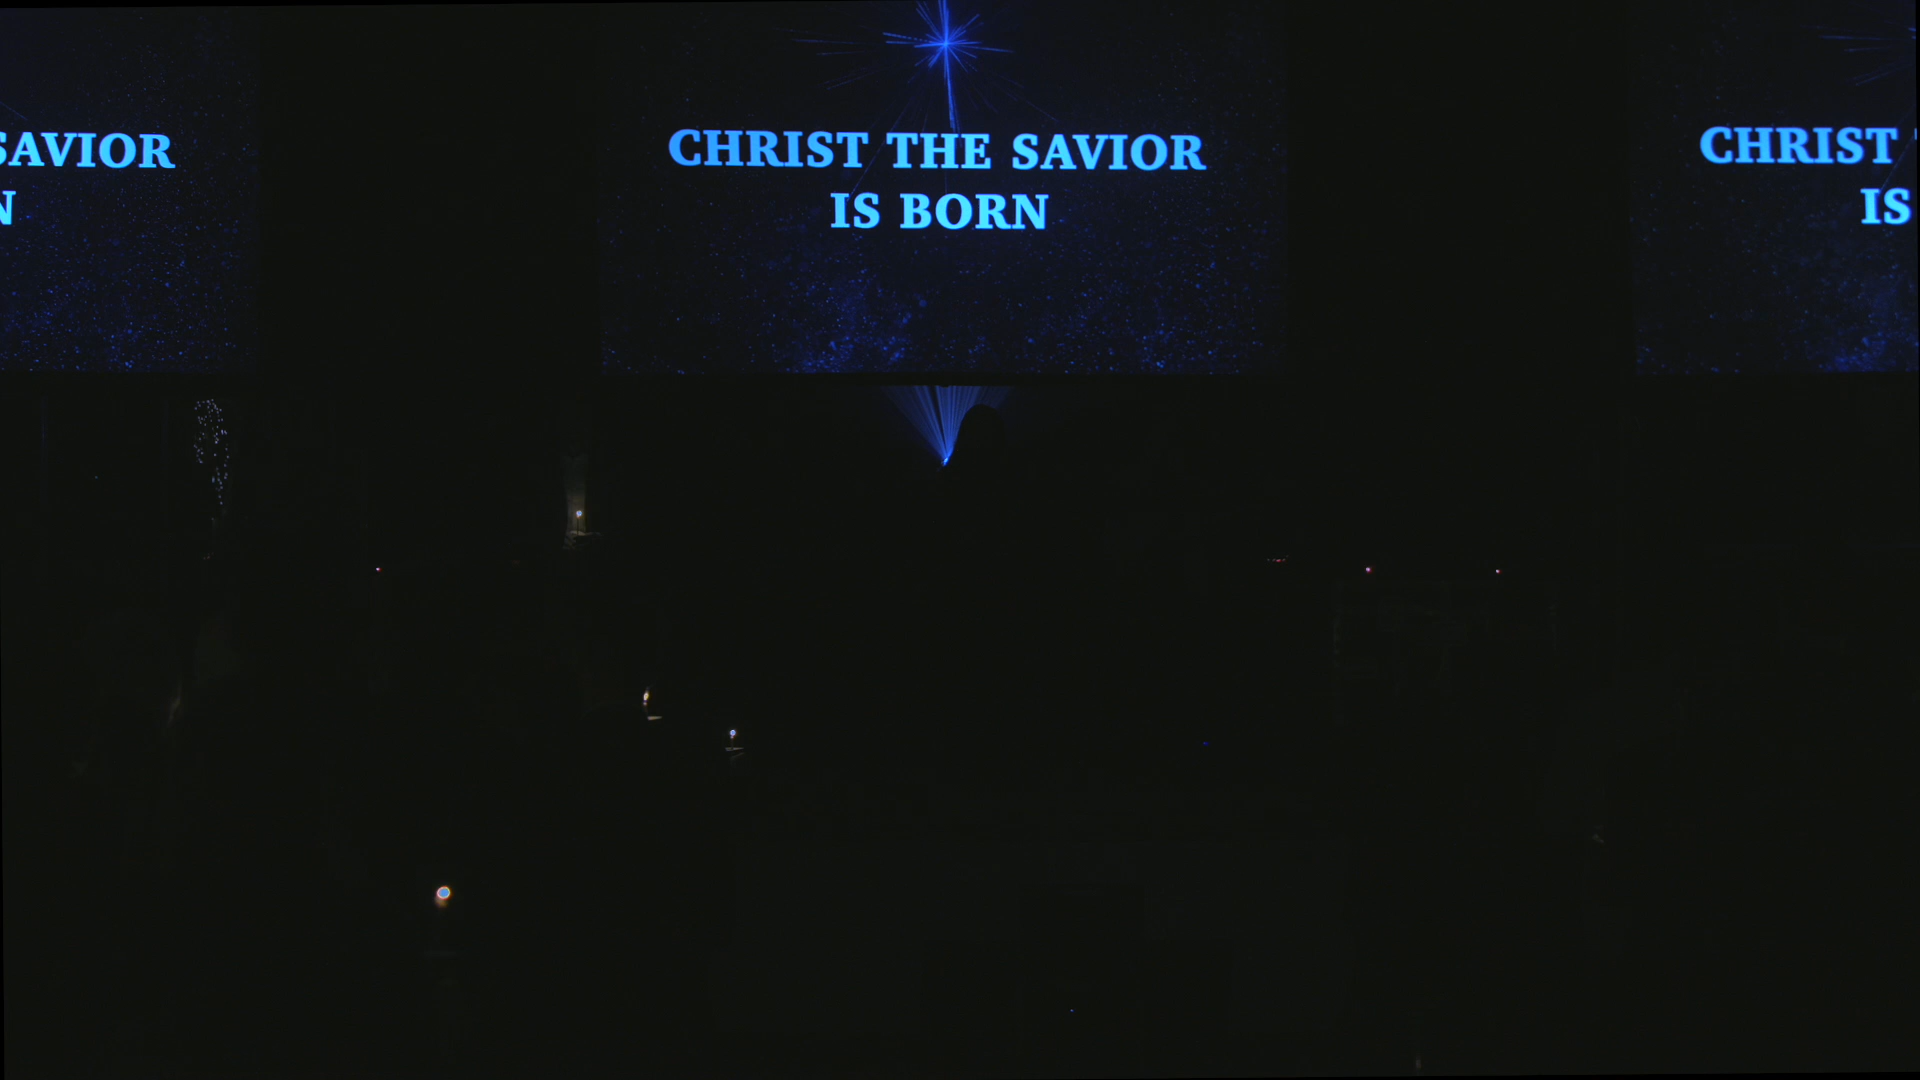 SAVIOR
N
CHRIST THE SAVIOR
IS BORN
CHRIST
IS